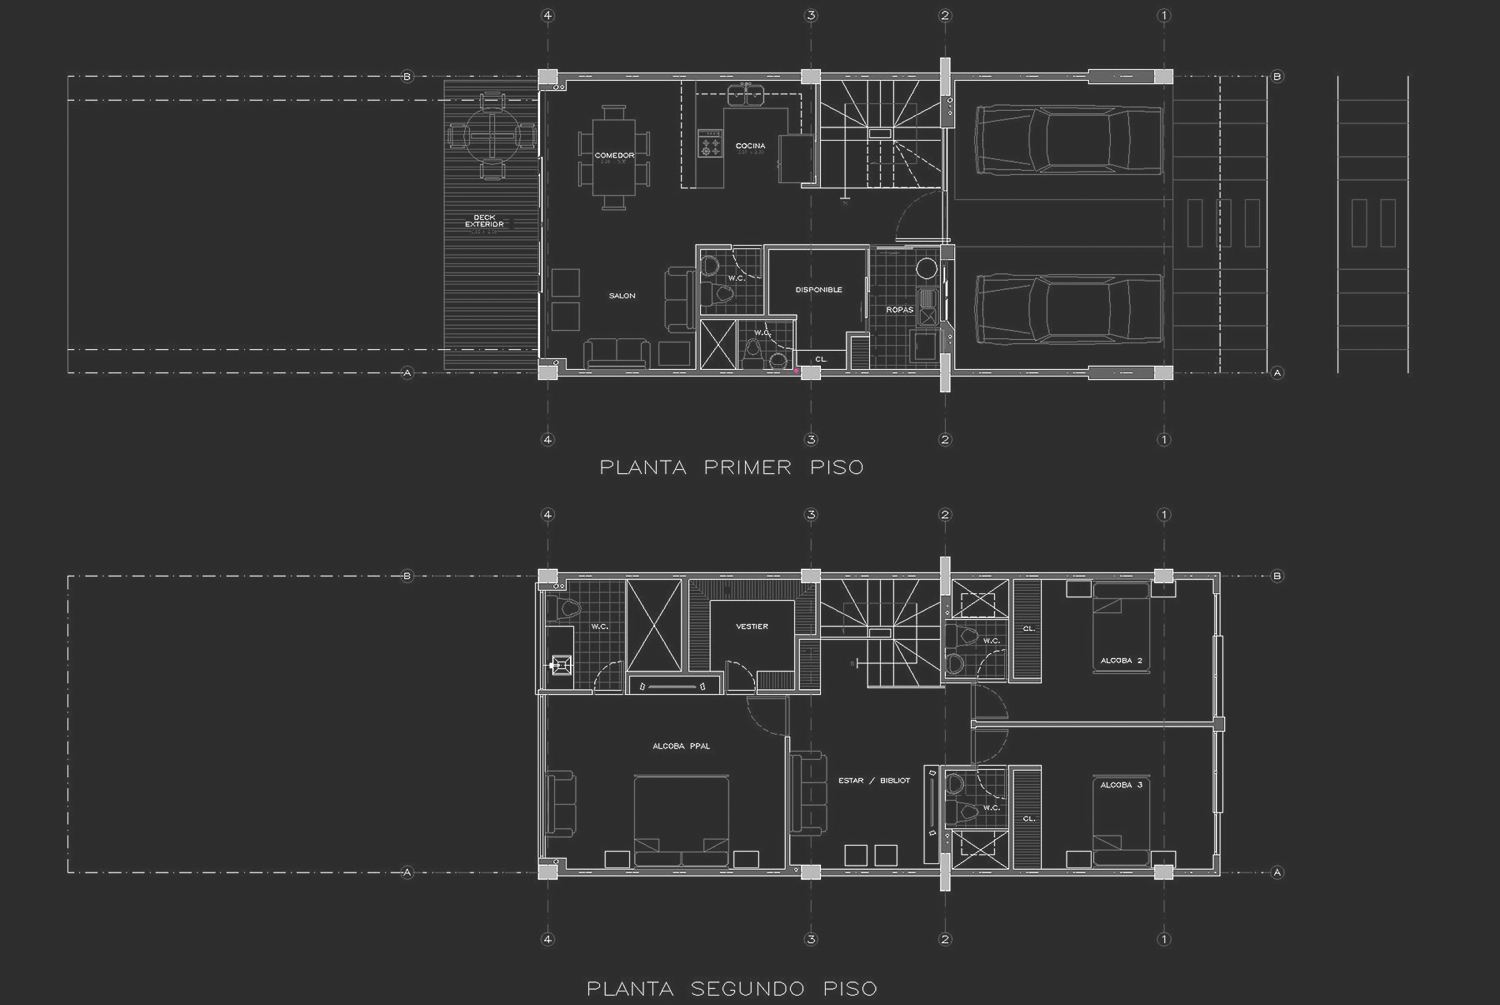 4 3 2 1
B B
COMEDOR
COCINA
DECK
EXTERIOR
W.C.
SALON
DISPONIBLE
ROPAS
W.C.
CL.
A A
4 3 2 1
PLANTA PRIMER PISO
4 3 2 1
B B
W.C.
VESTIER
CL.
W.C.
ALCOBA 2
ALCOBA PPAL
ESTAR / BIBLIOT
ALCOBA 3
W.C.
CL.
A A
4 3 2 1
PLANTA SEGUNDO PISO